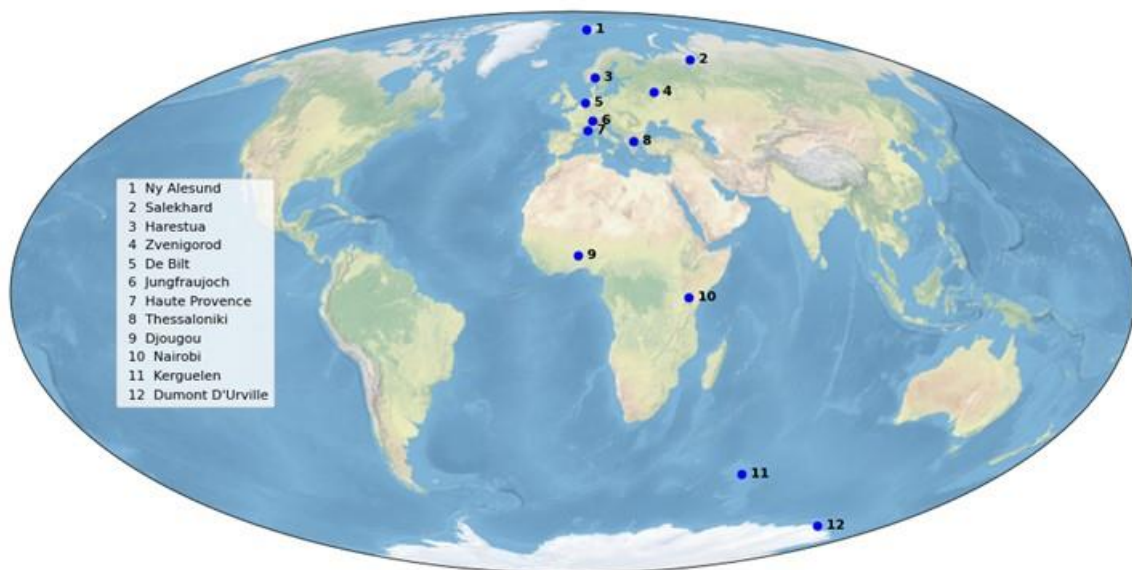 1
2
3
4
5
6
7
8
1 Ny Alesund
2 Salekhard
3 Harestua
4 Zvenigorod
5 De Bilt
6 Jungfraujoch
7 Haute Provence
8 Thessaloniki
9 Djougou
10 Nairobi
11 Kerguelen
12 Dumont D'Urville
9
10
11
12